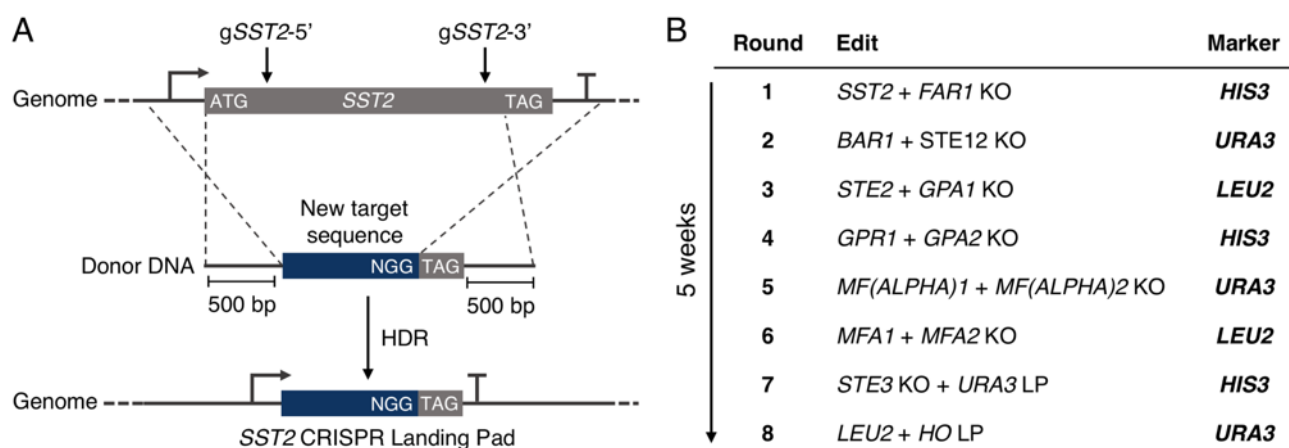 A
gSST2-5’ gSST2-3’
Genome ATG SST2 TAG
New target
sequence
Donor DNA NGG TAG
500 bp 500 bp
HDR
Genome NGG TAG
SST2 CRISPR Landing Pad
B
Round Edit Marker
5 weeks
1 SST2 + FAR1 KO HIS3
2 BAR1 + STE12 KO URA3
3 STE2 + GPA1 KO LEU2
4 GPR1 + GPA2 KO HIS3
5 MF(ALPHA)1 + MF(ALPHA)2 KO URA3
6 MFA1 + MFA2 KO LEU2
7 STE3 KO + URA3 LP HIS3
8 LEU2 + HO LP URA3